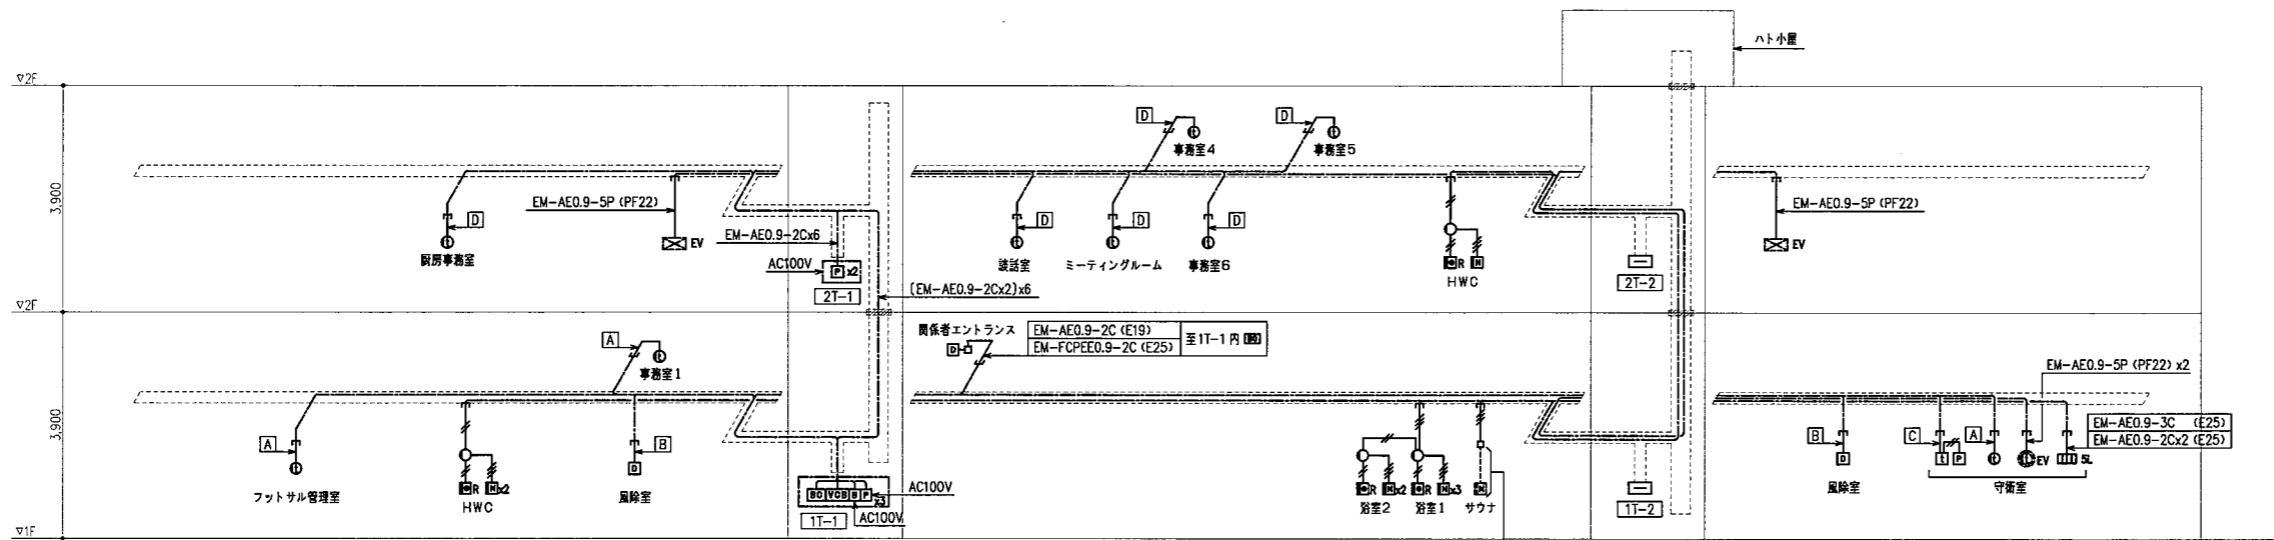 ハト小屋
▽2F
D
事務室4
D
事務室5
3,900
EM-AE0.9-5P (PF22)
EV
D
厨房事務室
EM-AE0.9-2Cx6
AC100V
P x2
2T-1
(EM-AE0.9-2Cx2)x6
D
談話室
D
ミーティングルーム
D
事務室6
R
N
HWC
2T-2
EM-AE0.9-5P (PF22)
EV
▽2F
A
事務室1
関係者エントランス
D
EM-AE0.9-2C (E19)
EM-FCPEE0.9-2C (E25)
至1T-1 内
EM-AE0.9-5P (PF22) x2
3,900
A
フットサル管理室
R
N x2
HWC
B
D
風除室
BC VCB B P
x3
AC100V
AC100V
1T-1
R
N x2
浴室2
R
N x3
浴室1
N
サウナ
1T-2
B
D
風除室
C
t
P
A
t
EV
5L
守衛室
EM-AE0.9-3C (E25)
EM-AE0.9-2Cx2 (E25)
▽1F